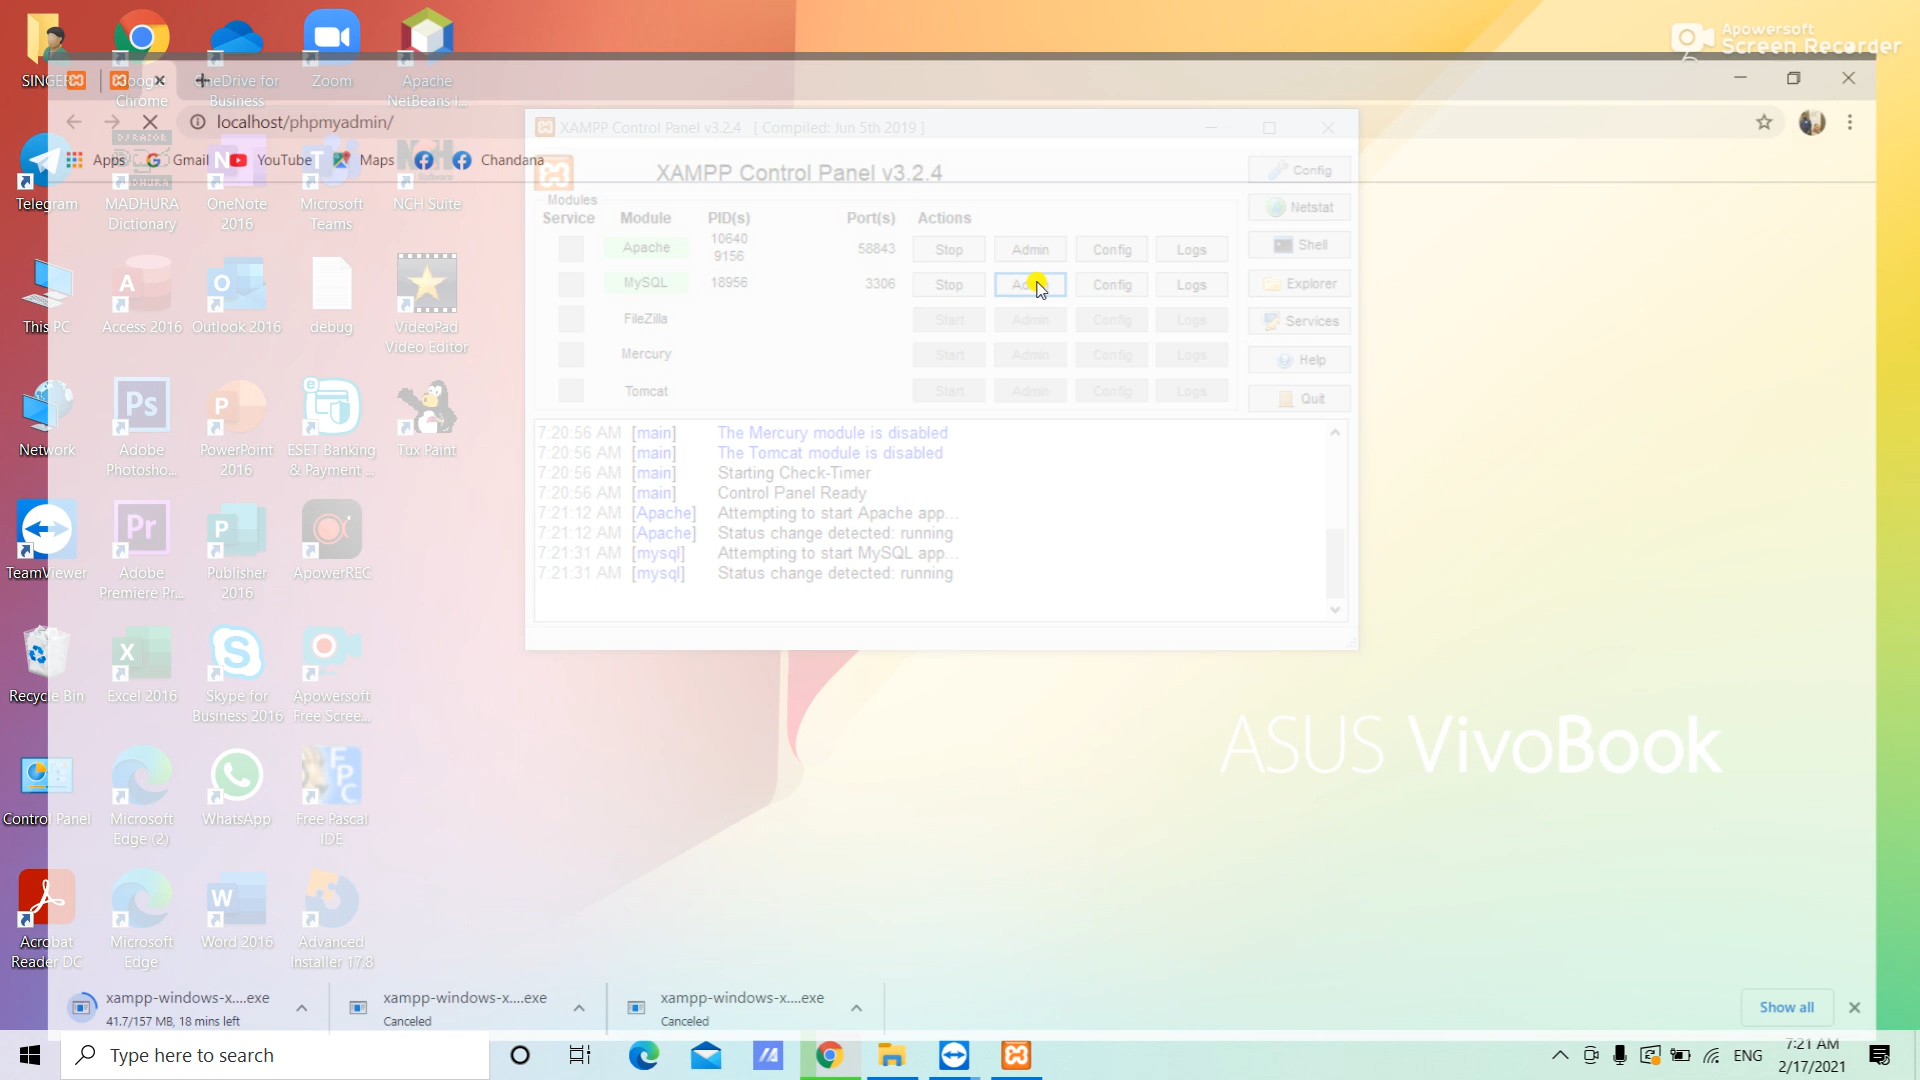 Apowersoft
Screen Recorder
SINGER
Google
Chrome
OneDrive for
Business
Zoom
Apache
NetBeans I...
localhost/phpmyadmin/
Apps
Gmail
YouTube
Maps
Chandana
Telegram
MADHURA
Dictionary
OneNote
2016
Microsoft
Teams
NCH Suite
This PC
Access 2016
Outlook 2016
debug
VideoPad
Video Editor
Network
Adobe
Photosho...
PowerPoint
2016
ESET Banking
& Payment ...
Tux Paint
TeamViewer
Adobe
Premiere Pr...
Publisher
2016
ApowerREC
Recycle Bin
Excel 2016
Skype for
Business 2016
Apowersoft
Free Scree...
Control Panel
Microsoft
Edge (2)
WhatsApp
Free Pascal
IDE
Acrobat
Reader DC
Microsoft
Edge
Word 2016
Advanced
Installer 17.8
XAMPP Control Panel v3.2.4 [ Compiled: Jun 5th 2019 ]
XAMPP Control Panel v3.2.4
Config
Modules
Service Module PID(s) Port(s) Actions
Netstat
Apache 10640 9156 58843 Stop Admin Config Logs
Shell
MySQL 18956 3306 Stop Admin Config Logs
Explorer
FileZilla Start Admin Config Logs
Services
Mercury Start Admin Config Logs
Help
Tomcat Start Admin Config Logs
Quit
7:20:56 AM [main] The Mercury module is disabled
7:20:56 AM [main] The Tomcat module is disabled
7:20:56 AM [main] Starting Check-Timer
7:20:56 AM [main] Control Panel Ready
7:21:12 AM [Apache] Attempting to start Apache app...
7:21:12 AM [Apache] Status change detected: running
7:21:31 AM [mysql] Attempting to start MySQL app...
7:21:31 AM [mysql] Status change detected: running
ASUS VivoBook
xampp-windows-x....exe
41.7/157 MB, 18 mins left
xampp-windows-x....exe
Canceled
xampp-windows-x....exe
Canceled
Show all
Type here to search
ENG
7:21 AM
2/17/2021